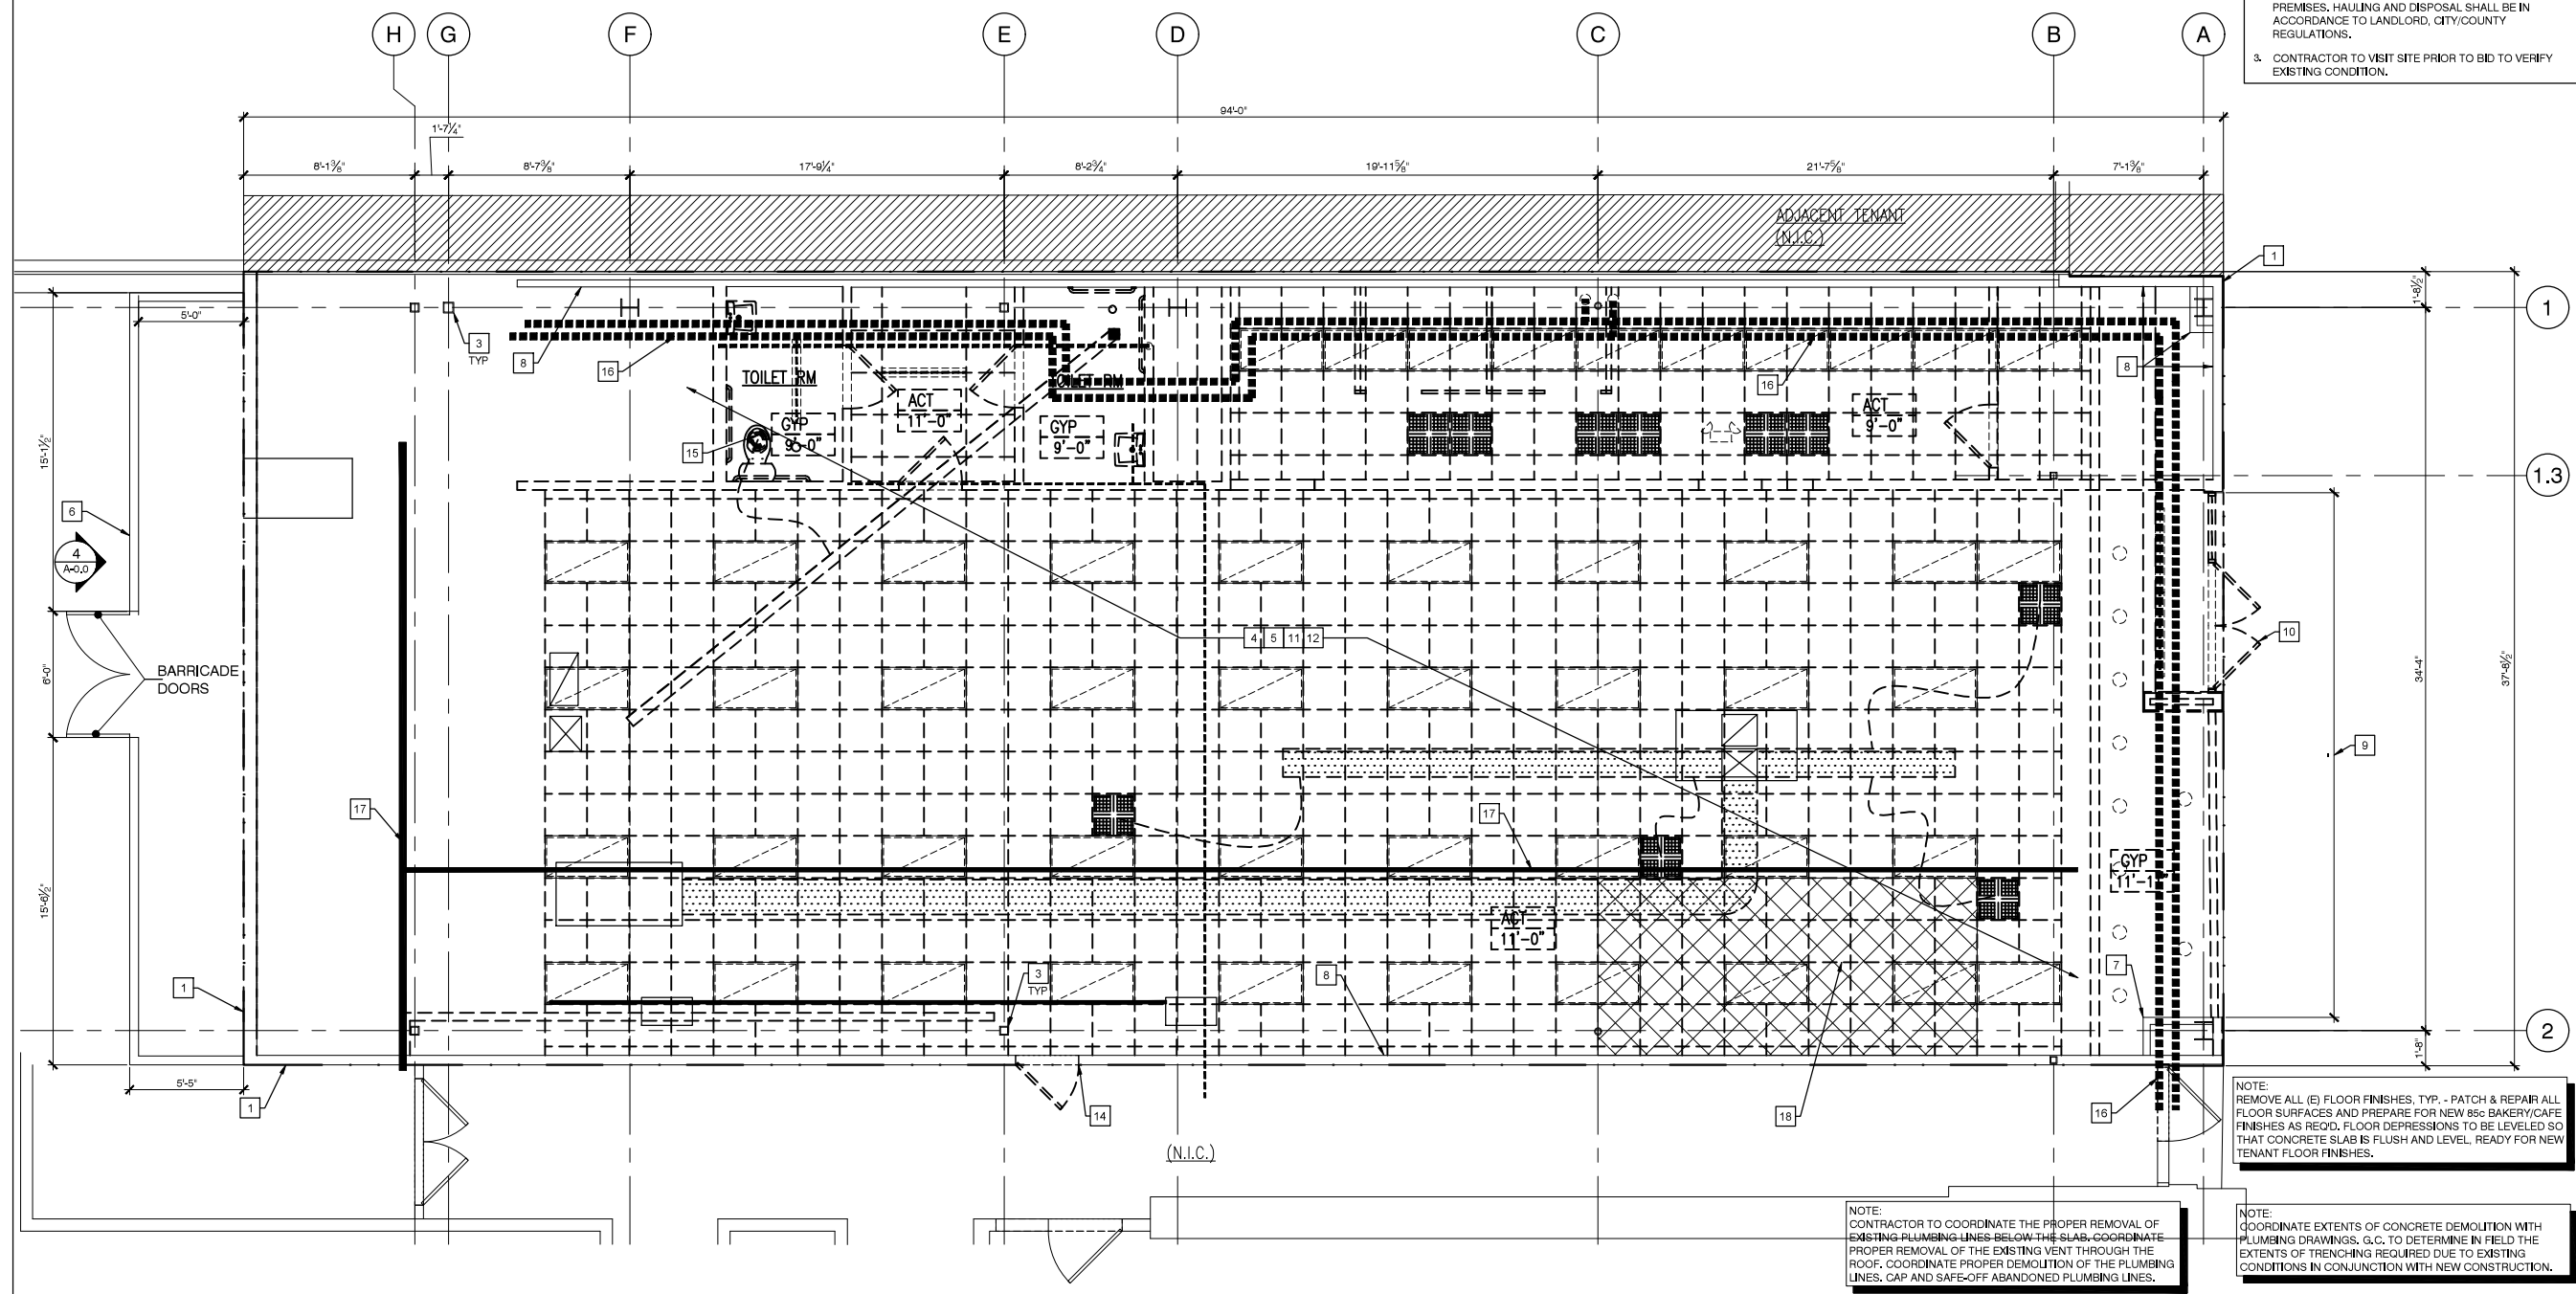 PREMISES. HAULING AND DISPOSAL SHALL BE IN
ACCORDANCE TO LANDLORD, CITY/COUNTY
REGULATIONS.
3. CONTRACTOR TO VISIT SITE PRIOR TO BID TO VERIFY
EXISTING CONDITION.
H G F E D C B A
94'-0"
1'-7¼"
8'-1⅜" 8'-7⅜" 17'-9¼" 8'-2¾" 19'-11⅝" 21'-7⅝" 7'-1⅜"
ADJACENT TENANT
(N.I.C.)
1
1'-8½"
5'-0"
1
3
TYP
8
16
8
TOILET RM
TOILET RM
16
ACT
11'-0"
ACT
9'-0"
GYP
9'-0"
GYP
9'-0"
15
15'-1½"
1.3
6
4
A-0.0
4 5 11 12
10
BARRICADE
DOORS
6'-0"
34'-4"
37'-8½"
9
17
17
GYP
ACT
11'-0"
15'-6½"
3
TYP
8
7
1
2
1'-8"
5'-5"
1
14
18
16
(N.I.C.)
NOTE:
REMOVE ALL (E) FLOOR FINISHES, TYP. - PATCH & REPAIR ALL
FLOOR SURFACES AND PREPARE FOR NEW 85c BAKERY/CAFE
FINISHES AS REQ'D. FLOOR DEPRESSIONS TO BE LEVELED SO
THAT CONCRETE SLAB IS FLUSH AND LEVEL, READY FOR NEW
TENANT FLOOR FINISHES.
NOTE:
CONTRACTOR TO COORDINATE THE PROPER REMOVAL OF
EXISTING PLUMBING LINES BELOW THE SLAB. COORDINATE
PROPER REMOVAL OF THE EXISTING VENT THROUGH THE
ROOF. COORDINATE PROPER DEMOLITION OF THE PLUMBING
LINES. CAP AND SAFE-OFF ABANDONED PLUMBING LINES.
NOTE:
COORDINATE EXTENTS OF CONCRETE DEMOLITION WITH
PLUMBING DRAWINGS. G.C. TO DETERMINE IN FIELD THE
EXTENTS OF TRENCHING REQUIRED DUE TO EXISTING
CONDITIONS IN CONJUNCTION WITH NEW CONSTRUCTION.